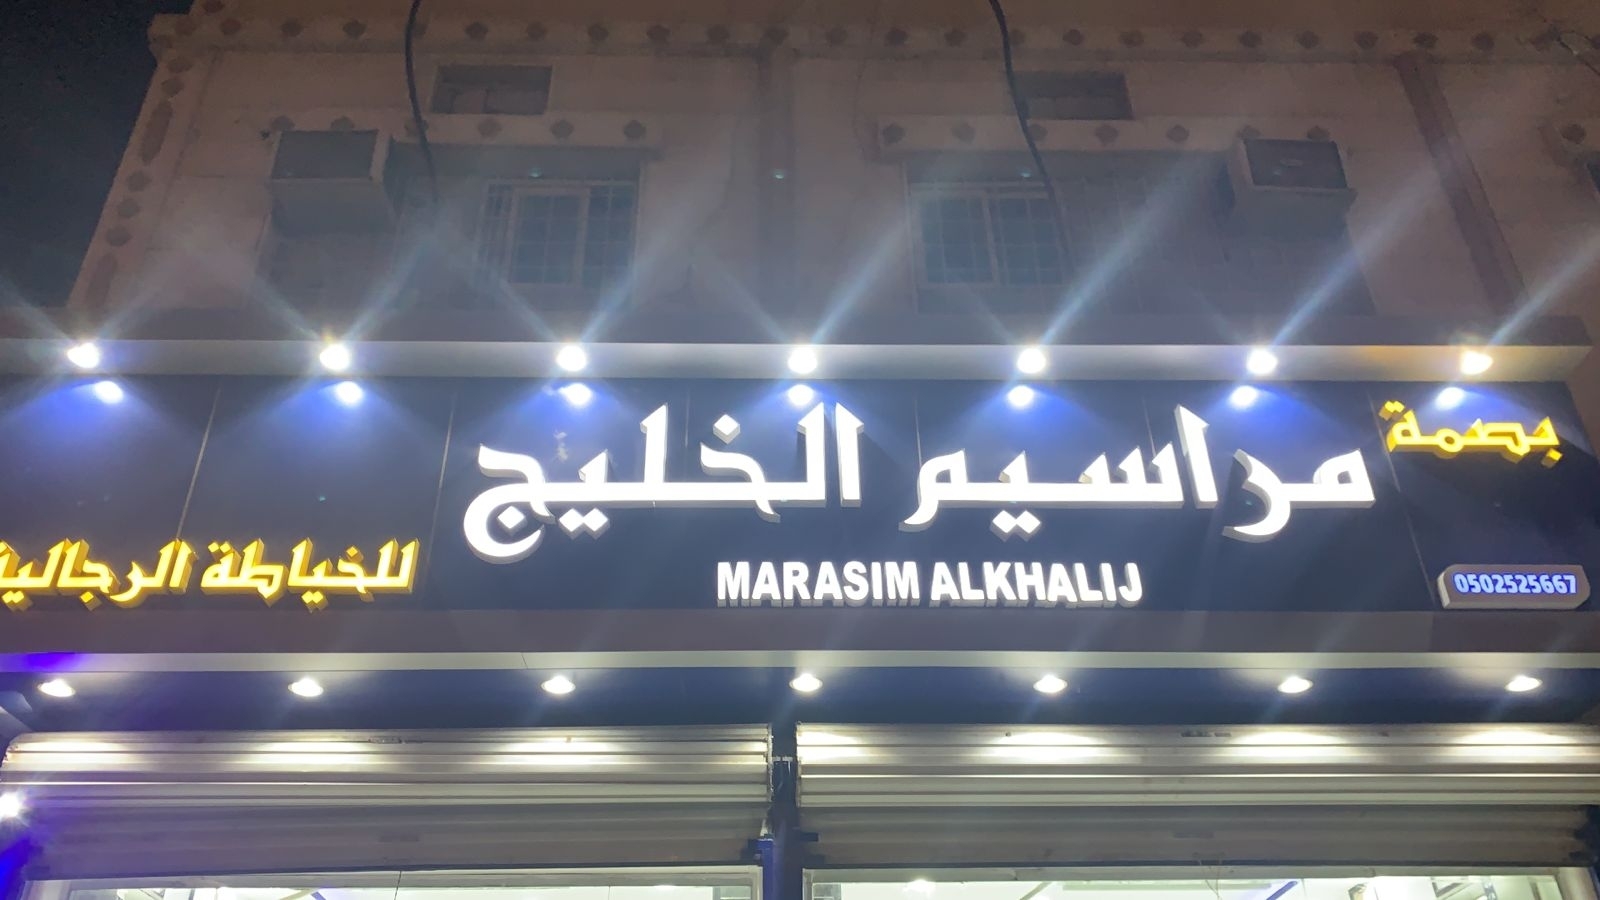 بصمة
مراسيم الخليج
MARASIM ALKHALIJ
للخياطة الرجالية
0502525667